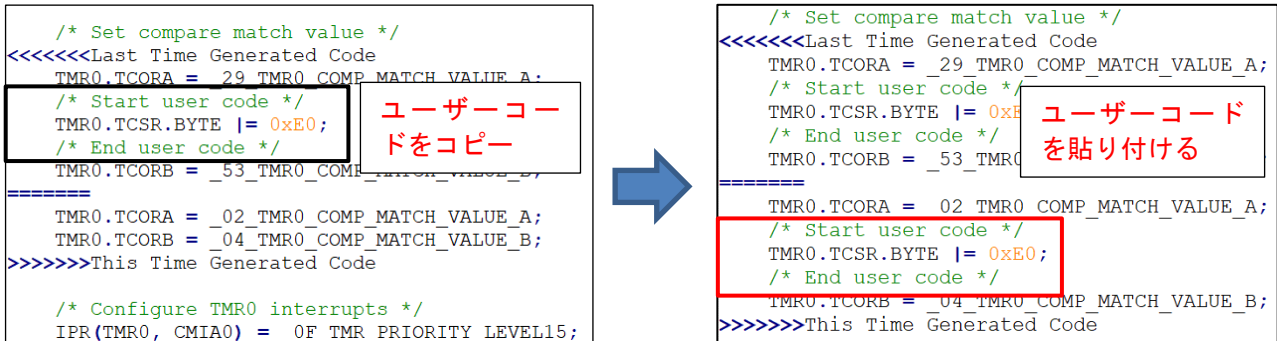 /* Set compare match value */
<<<<<<<Last Time Generated Code
TMR0.TCORA = _29_TMR0_COMP_MATCH_VALUE_A;
/* Start user code */
TMR0.TCSR.BYTE |= 0xE0;
/* End user code */
TMR0.TCORB = _53_TMR0_COMP_MATCH_VALUE_B;
=======
TMR0.TCORA = _02_TMR0_COMP_MATCH_VALUE_A;
TMR0.TCORB = _04_TMR0_COMP_MATCH_VALUE_B;
>>>>>>>This Time Generated Code
/* Configure TMR0 interrupts */
IPR(TMR0, CMIA0) = _0F_TMR_PRIORITY_LEVEL15;
ユーザーコー
ドをコピー
/* Set compare match value */
<<<<<<<Last Time Generated Code
TMR0.TCORA = _29_TMR0_COMP_MATCH_VALUE_A;
/* Start user code */
TMR0.TCSR.BYTE |= 0xE
/* End user code */
TMR0.TCORB = _53_TMR0
=======
TMR0.TCORA = _02_TMR0_COMP_MATCH_VALUE_A;
/* Start user code */
TMR0.TCSR.BYTE |= 0xE0;
/* End user code */
TMR0.TCORB = _04_TMR0_COMP_MATCH_VALUE_B;
>>>>>>>This Time Generated Code
ユーザーコード
を貼り付ける